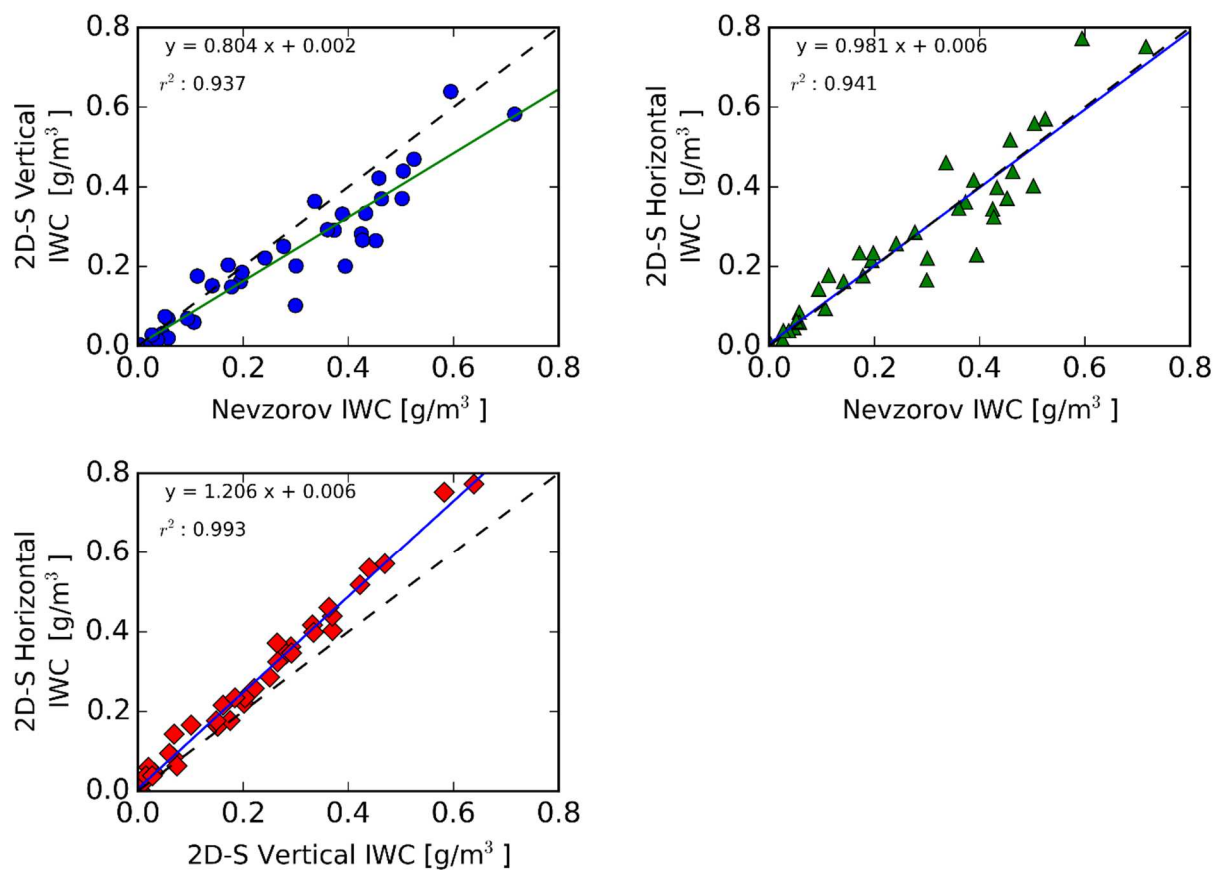 0.8
0.6
0.4
0.2
0.0
0.0 0.2 0.4 0.6 0.8
y = 0.804 x + 0.002
r² : 0.937
2D-S Vertical
IWC [g/m³ ]
Nevzorov IWC [g/m³ ]
0.8
0.6
0.4
0.2
0.0
0.0 0.2 0.4 0.6 0.8
y = 0.981 x + 0.006
r² : 0.941
2D-S Horizontal
IWC [g/m³ ]
Nevzorov IWC [g/m³ ]
0.8
0.6
0.4
0.2
0.0
0.0 0.2 0.4 0.6 0.8
y = 1.206 x + 0.006
r² : 0.993
2D-S Horizontal
IWC [g/m³ ]
2D-S Vertical IWC [g/m³ ]